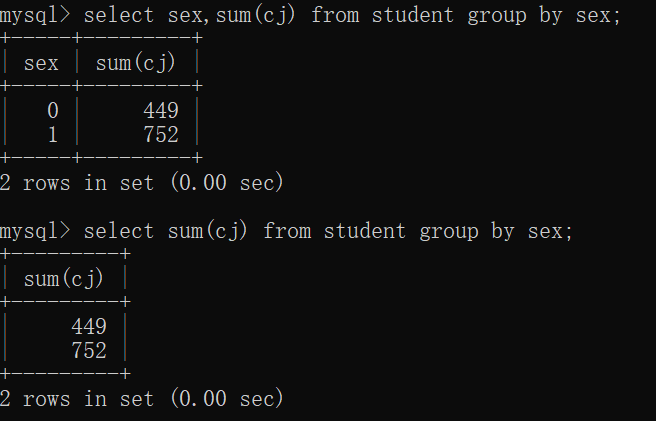 mysql> select sex,sum(cj) from student group by sex;
+-----+---------+
| sex | sum(cj) |
+-----+---------+
|   0 |     449 |
|   1 |     752 |
+-----+---------+
2 rows in set (0.00 sec)
mysql> select sum(cj) from student group by sex;
+---------+
| sum(cj) |
+---------+
|     449 |
|     752 |
+---------+
2 rows in set (0.00 sec)